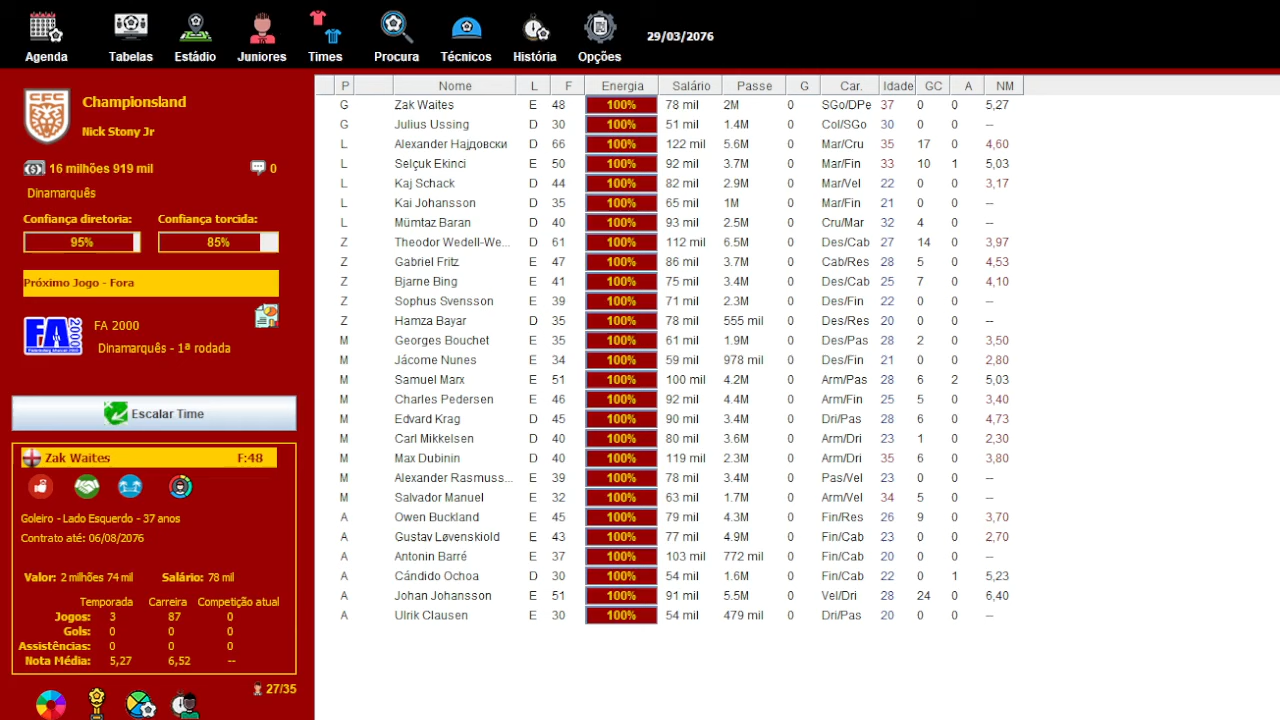 Agenda Tabelas Estádio Juniores Times Procura Técnicos História Opções 29/03/2076
CFC
Championsland
Nick Stony Jr
16 milhões 919 mil 0
Dinamarquês
Confiança diretoria: Confiança torcida:
95% 85%
Próximo Jogo - Fora
FA 2000
FA 2000
Dinamarquês - 1ª rodada
Escalar Time
Zak Waites F:48
Goleiro - Lado Esquerdo - 37 anos
Contrato até: 06/08/2076
Valor: 2 milhões 74 mil Salário: 78 mil
Temporada Carreira Competição atual
Jogos: 3 87 0
Gols: 0 0 0
Assistências: 0 0 0
Nota Média: 5,27 6,52 --
27/35
P Nome L F Energia Salário Passe G Car. Idade GC A NM
G Zak Waites E 48 100% 78 mil 2M 0 SGo/DPe 37 0 0 5,27
G Julius Ussing D 30 100% 51 mil 1.4M 0 Col/SGo 30 0 0 --
L Alexander Најдовски D 66 100% 122 mil 5.6M 0 Mar/Cru 35 17 0 4,60
L Selçuk Ekinci E 50 100% 92 mil 3.7M 0 Mar/Fin 33 10 1 5,03
L Kaj Schack D 44 100% 82 mil 2.9M 0 Mar/Vel 22 0 0 3,17
L Kai Johansson D 35 100% 65 mil 1M 0 Mar/Fin 21 0 0 --
L Mümtaz Baran D 40 100% 93 mil 2.5M 0 Cru/Mar 32 4 0 --
Z Theodor Wedell-We... D 61 100% 112 mil 6.5M 0 Des/Cab 27 14 0 3,97
Z Gabriel Fritz E 47 100% 86 mil 3.7M 0 Cab/Res 28 5 0 4,53
Z Bjarne Bing E 41 100% 75 mil 3.4M 0 Des/Cab 25 7 0 4,10
Z Sophus Svensson E 39 100% 71 mil 2.3M 0 Des/Fin 22 0 0 --
Z Hamza Bayar D 35 100% 78 mil 555 mil 0 Des/Res 20 0 0 --
M Georges Bouchet E 35 100% 61 mil 1.9M 0 Des/Pas 28 2 0 3,50
M Jácome Nunes E 34 100% 59 mil 978 mil 0 Des/Fin 21 0 0 2,80
M Samuel Marx E 51 100% 100 mil 4.2M 0 Arm/Pas 28 6 2 5,03
M Charles Pedersen E 46 100% 92 mil 4.4M 0 Arm/Fin 25 5 0 3,40
M Edvard Krag D 45 100% 90 mil 3.4M 0 Dri/Pas 28 6 0 4,73
M Carl Mikkelsen D 40 100% 80 mil 3.6M 0 Arm/Dri 23 1 0 2,30
M Max Dubinin D 40 100% 119 mil 2.3M 0 Arm/Dri 35 6 0 3,80
M Alexander Rasmuss... E 39 100% 78 mil 3.4M 0 Pas/Vel 23 0 0 --
M Salvador Manuel E 32 100% 63 mil 1.7M 0 Arm/Vel 34 5 0 --
A Owen Buckland E 45 100% 79 mil 4.3M 0 Fin/Res 26 9 0 3,70
A Gustav Løvenskiold E 43 100% 77 mil 4.9M 0 Fin/Cab 23 0 0 2,70
A Antonin Barré E 37 100% 103 mil 772 mil 0 Fin/Cab 20 0 0 --
A Cándido Ochoa D 30 100% 54 mil 1.6M 0 Fin/Cab 22 0 1 5,23
A Johan Johansson E 51 100% 91 mil 5.5M 0 Vel/Dri 28 24 0 6,40
A Ulrik Clausen E 30 100% 54 mil 479 mil 0 Dri/Pas 20 0 0 --